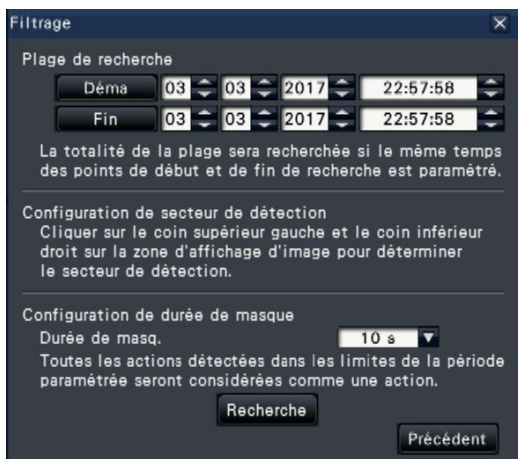 Filtrage
Plage de recherche
Déma 03 03 2017 22:57:58
Fin 03 03 2017 22:57:58
La totalité de la plage sera recherchée si le même temps
des points de début et de fin de recherche est paramétré.
Configuration de secteur de détection
Cliquer sur le coin supérieur gauche et le coin inférieur
droit sur la zone d'affichage d'image pour déterminer
le secteur de détection.
Configuration de durée de masque
Durée de masq. 10 s
Toutes les actions détectées dans les limites de la période
paramétrée seront considérées comme une action.
Recherche
Précédent